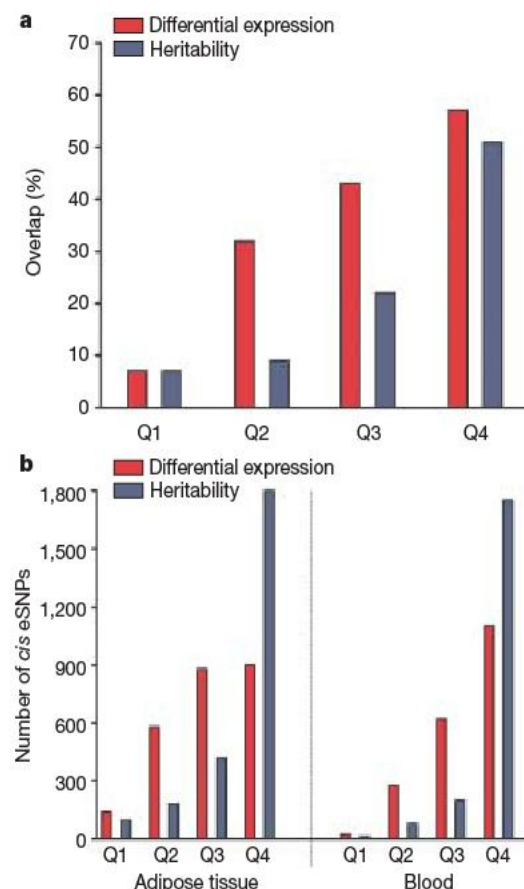 a
Differential expression
Heritability
70
60
50
40
30
20
10
0
Overlap (%)
Q1 Q2 Q3 Q4
b
Differential expression
Heritability
1,800
1,500
1,200
900
600
300
0
Number of cis eSNPs
Q1 Q2 Q3 Q4 Q1 Q2 Q3 Q4
Adipose tissue Blood